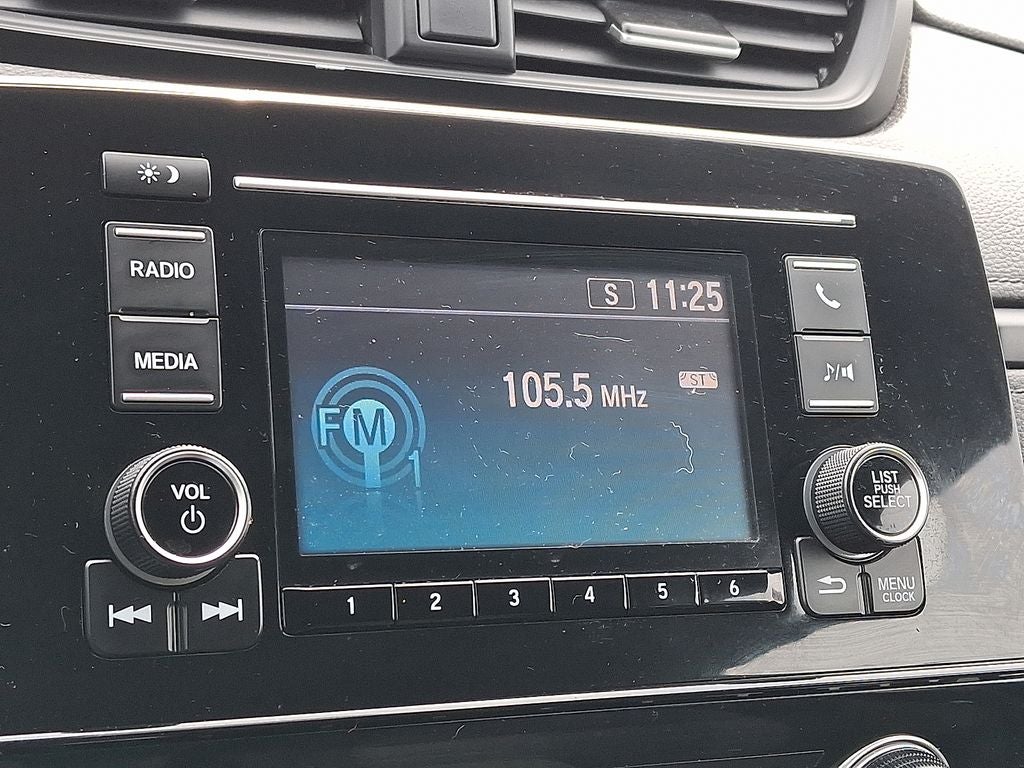 RADIO
MEDIA
VOL
S 11:25
105.5 MHz
ST
FM
1
LIST
PUSH
SELECT
MENU
CLOCK
1 2 3 4 5 6